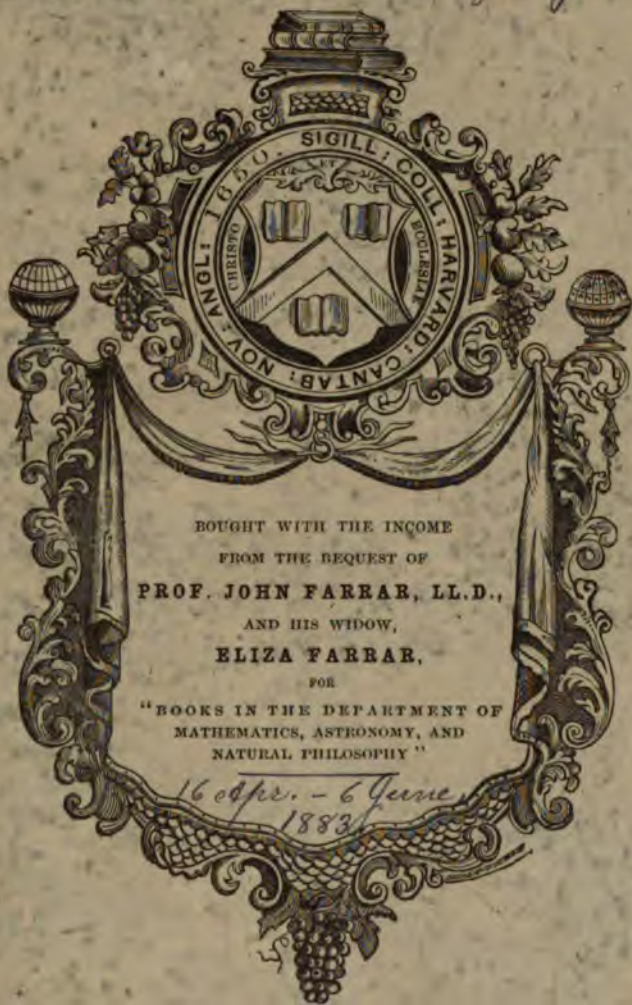 SIGILL: COLL: HARVARD: CANTAB: NOV: ANGL: 1650.
CHRISTO
ET
ECCLESIAE
BOUGHT WITH THE INCOME
FROM THE BEQUEST OF
PROF. JOHN FARRAR, LL.D.,
AND HIS WIDOW,
ELIZA FARRAR,
FOR
"BOOKS IN THE DEPARTMENT OF
MATHEMATICS, ASTRONOMY, AND
NATURAL PHILOSOPHY"
16 Apr. - 6 June,
1883.